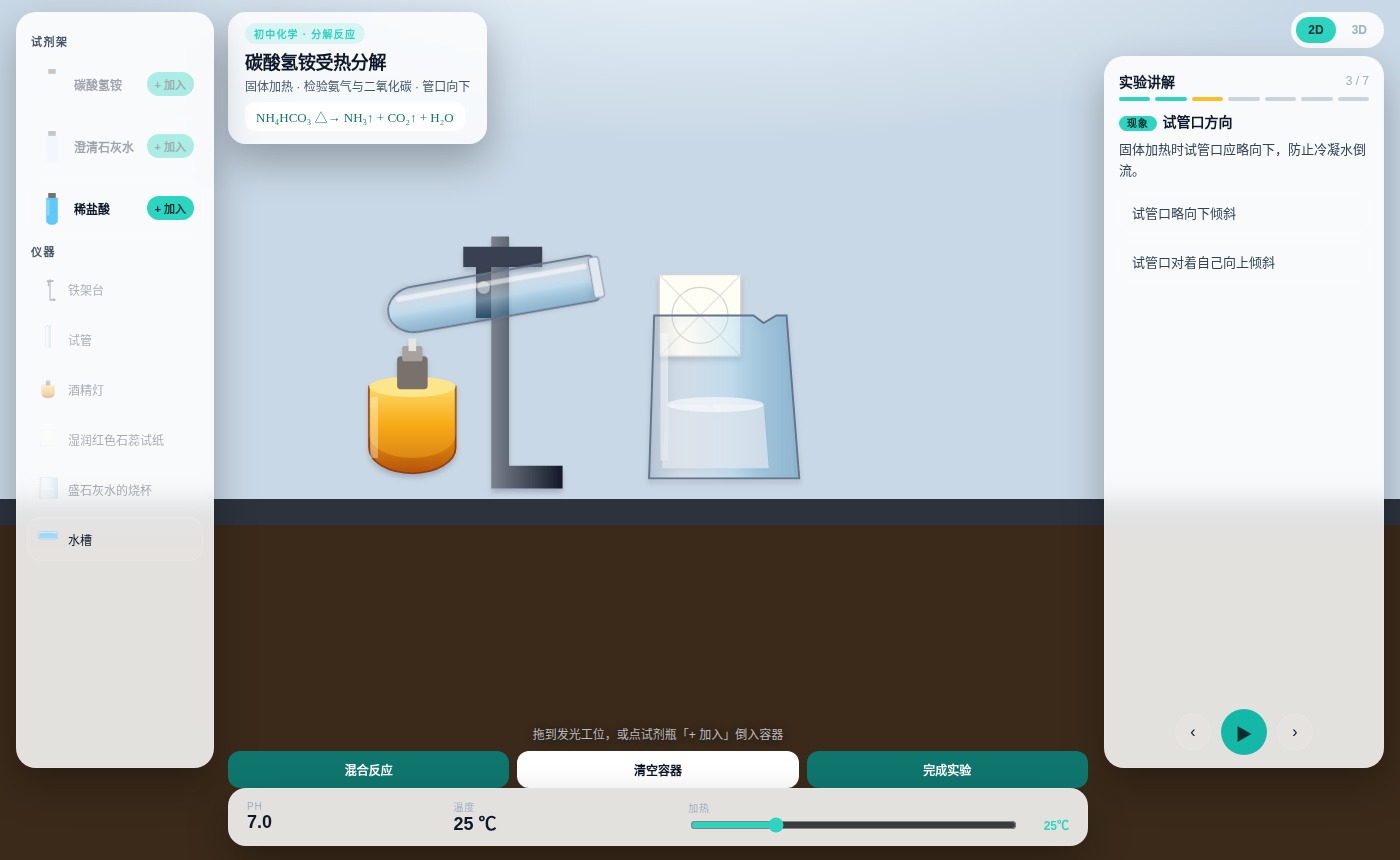 试剂架
碳酸氢铵
+ 加入
澄清石灰水
+ 加入
稀盐酸
+ 加入
仪器
铁架台
试管
酒精灯
湿润红色石蕊试纸
盛石灰水的烧杯
水槽
初中化学 · 分解反应
碳酸氢铵受热分解
固体加热 · 检验氨气与二氧化碳 · 管口向下
NH₄HCO₃ △→ NH₃↑ + CO₂↑ + H₂O
2D
3D
实验讲解
3 / 7
现象 试管口方向
固体加热时试管口应略向下，防止冷凝水倒
流。
试管口略向下倾斜
试管口对着自己向上倾斜
‹
›
拖到发光工位，或点试剂瓶「+ 加入」倒入容器
混合反应
清空容器
完成实验
PH
7.0
温度
25 ℃
加热
25℃